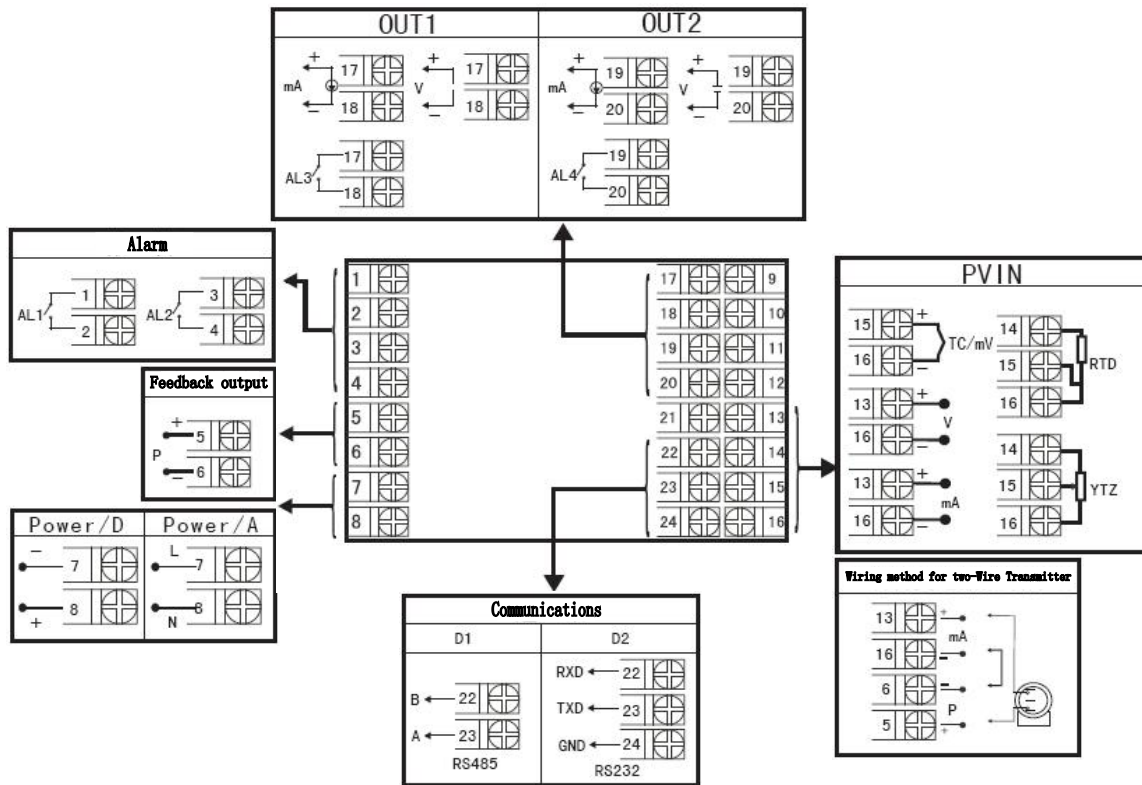 OUT1
OUT2
+
mA
−
17
18
+
V
−
17
18
+
mA
−
19
20
+
V
−
19
20
AL3
17
18
AL4
19
20
Alarm
AL1
1
2
AL2
3
4
Feedback output
+
P
−
5
6
Power/D
Power/A
−
7
+
8
L
7
N
8
1
2
3
4
5
6
7
8
17
9
18
10
19
11
20
12
21
13
22
14
23
15
24
16
PVIN
15
+
16
−
TC/mV
13
+
16
−
V
13
+
16
−
mA
14
15
16
RTD
14
15
16
YTZ
Wiring method for two-Wire Transmitter
13
+
mA
16
−
6
−
P
5
+
Communications
D1
D2
B
22
A
23
RS485
RXD
22
TXD
23
GND
24
RS232